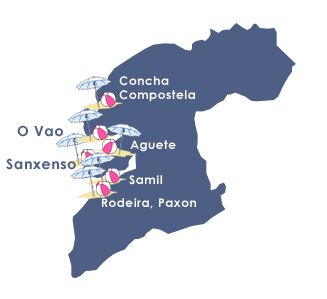 Concha
Compostela
O Vao
Aguete
Sanxenso
Samil
Rodeira, Paxon